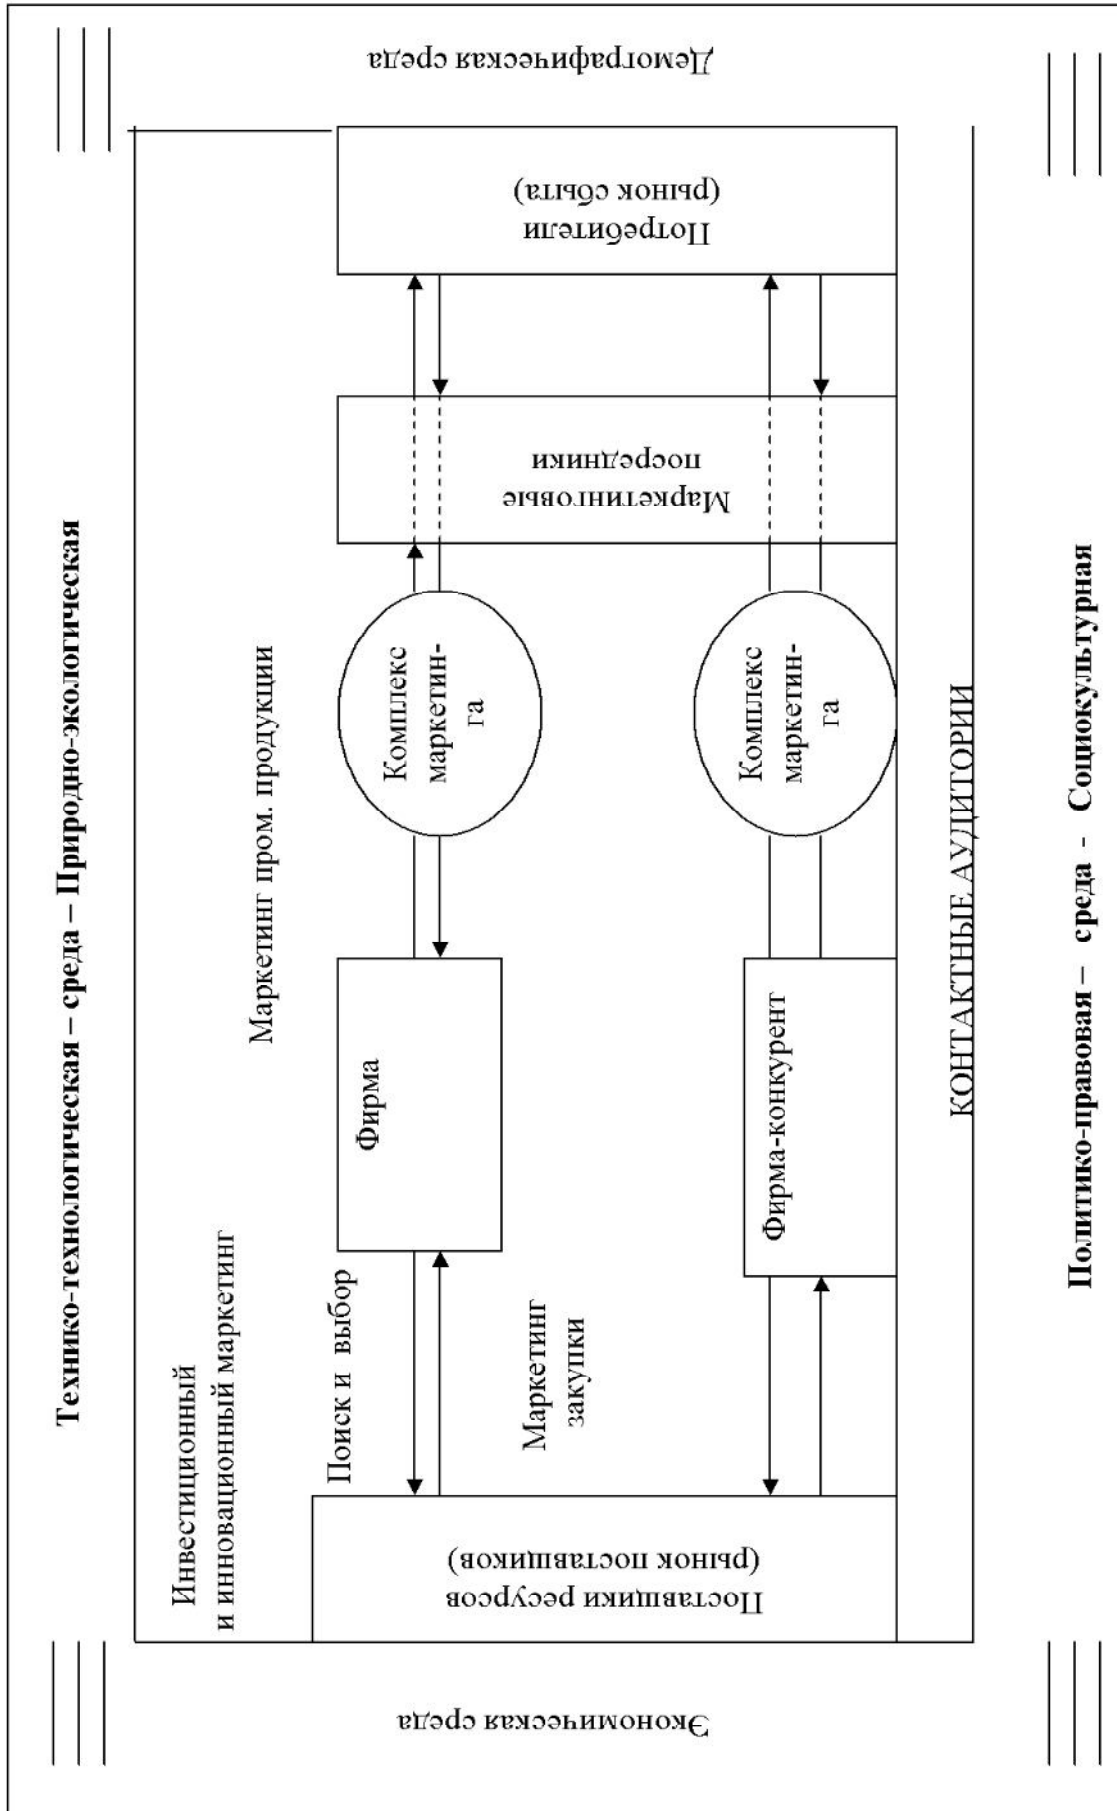 Технико-технологическая – среда – Природно-экологическая
Инвестиционный
и инновационный маркетинг
Маркетинг пром. продукции
Экономическая среда
Поставщики ресурсов
(рынок поставщиков)
Поиск и выбор
Маркетинг
закупки
Фирма
Фирма-конкурент
Комплекс
маркетин-
га
Комплекс
маркетин-
га
Маркетинговые
посредники
Потребители
(рынок сбыта)
Демографическая среда
КОНТАКТНЫЕ АУДИТОРИИ
Политико-правовая – среда - Социокультурная